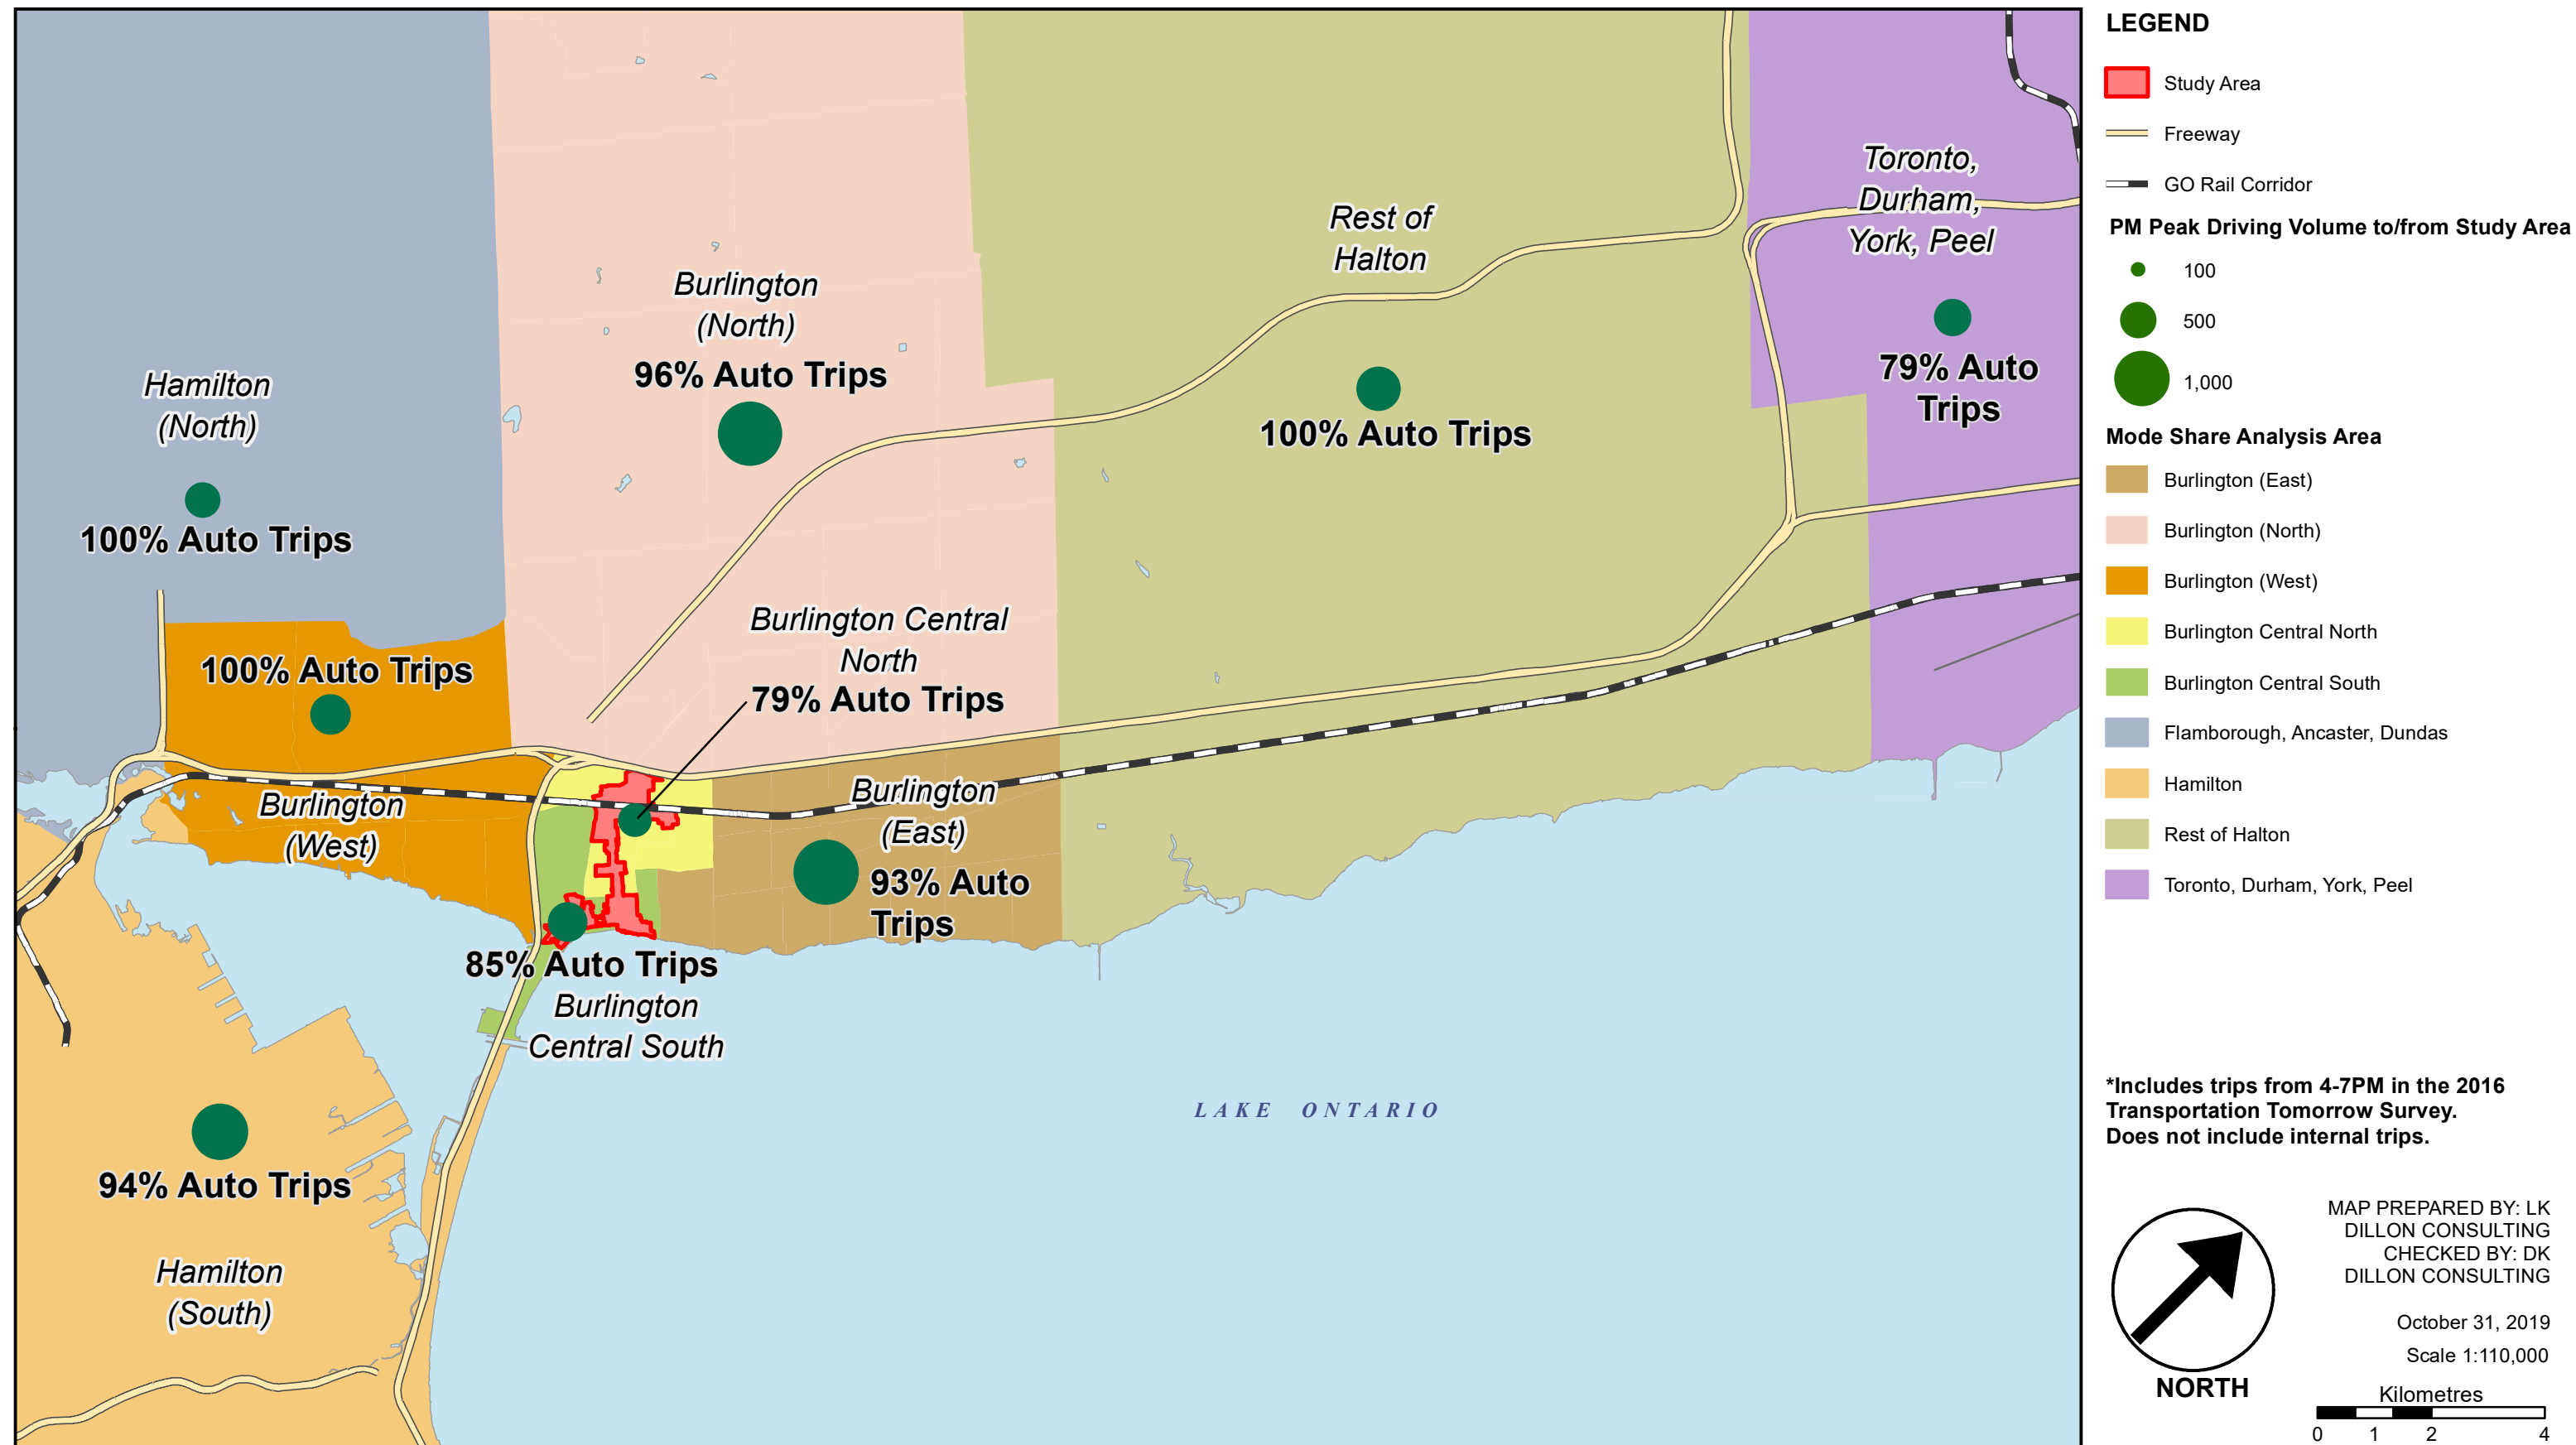 Hamilton
(North)
100% Auto Trips
Burlington
(North)
96% Auto Trips
Rest of
Halton
100% Auto Trips
Toronto,
Durham,
York, Peel
79% Auto
Trips
100% Auto Trips
Burlington
(West)
Burlington Central
North
79% Auto Trips
Burlington
(East)
93% Auto
Trips
85% Auto Trips
Burlington
Central South
94% Auto Trips
Hamilton
(South)
LAKE ONTARIO
LEGEND
Study Area
Freeway
GO Rail Corridor
PM Peak Driving Volume to/from Study Area
100
500
1,000
Mode Share Analysis Area
Burlington (East)
Burlington (North)
Burlington (West)
Burlington Central North
Burlington Central South
Flamborough, Ancaster, Dundas
Hamilton
Rest of Halton
Toronto, Durham, York, Peel
*Includes trips from 4-7PM in the 2016
Transportation Tomorrow Survey.
Does not include internal trips.
NORTH
MAP PREPARED BY: LK
DILLON CONSULTING
CHECKED BY: DK
DILLON CONSULTING
October 31, 2019
Scale 1:110,000
Kilometres
0 1 2 4